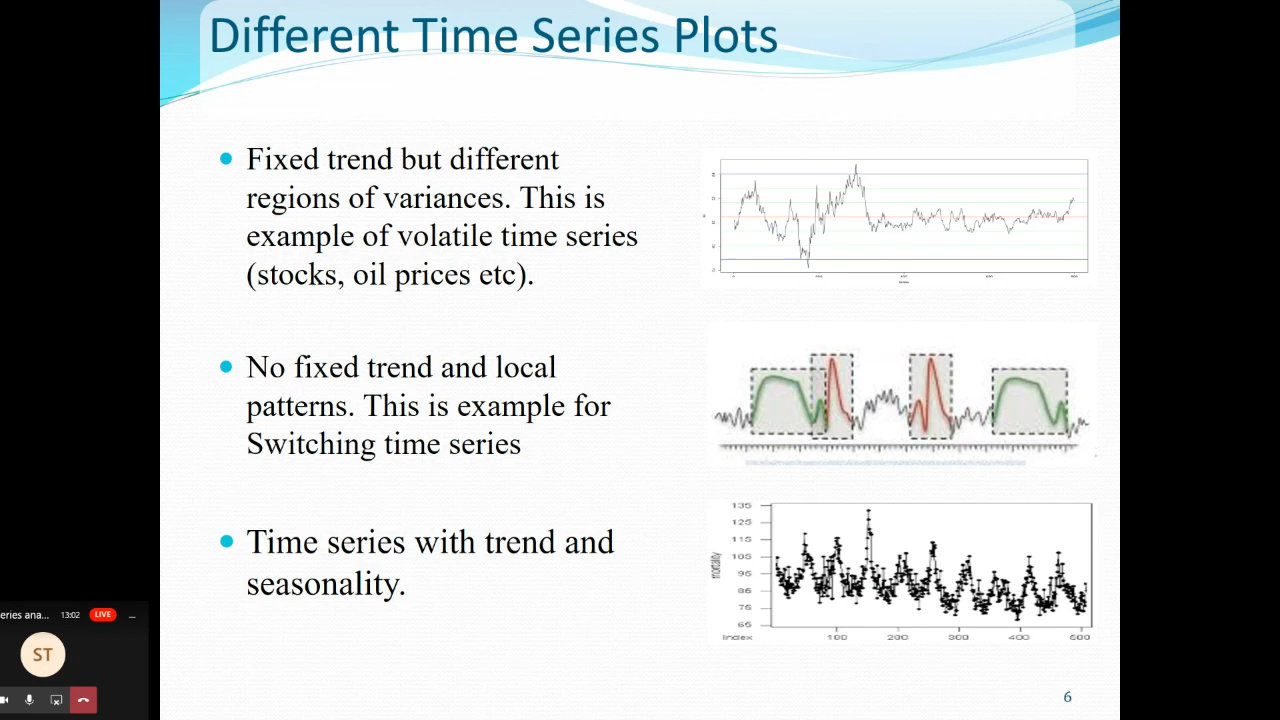 Different Time Series Plots
Fixed trend but different
regions of variances. This is
example of volatile time series
(stocks, oil prices etc).
No fixed trend and local
patterns. This is example for
Switching time series
Time series with trend and
seasonality.
135
125
115
105
95
85
75
65
mortality
Index
100
200
300
400
500
eries ana...
13:02
LIVE
ST
6